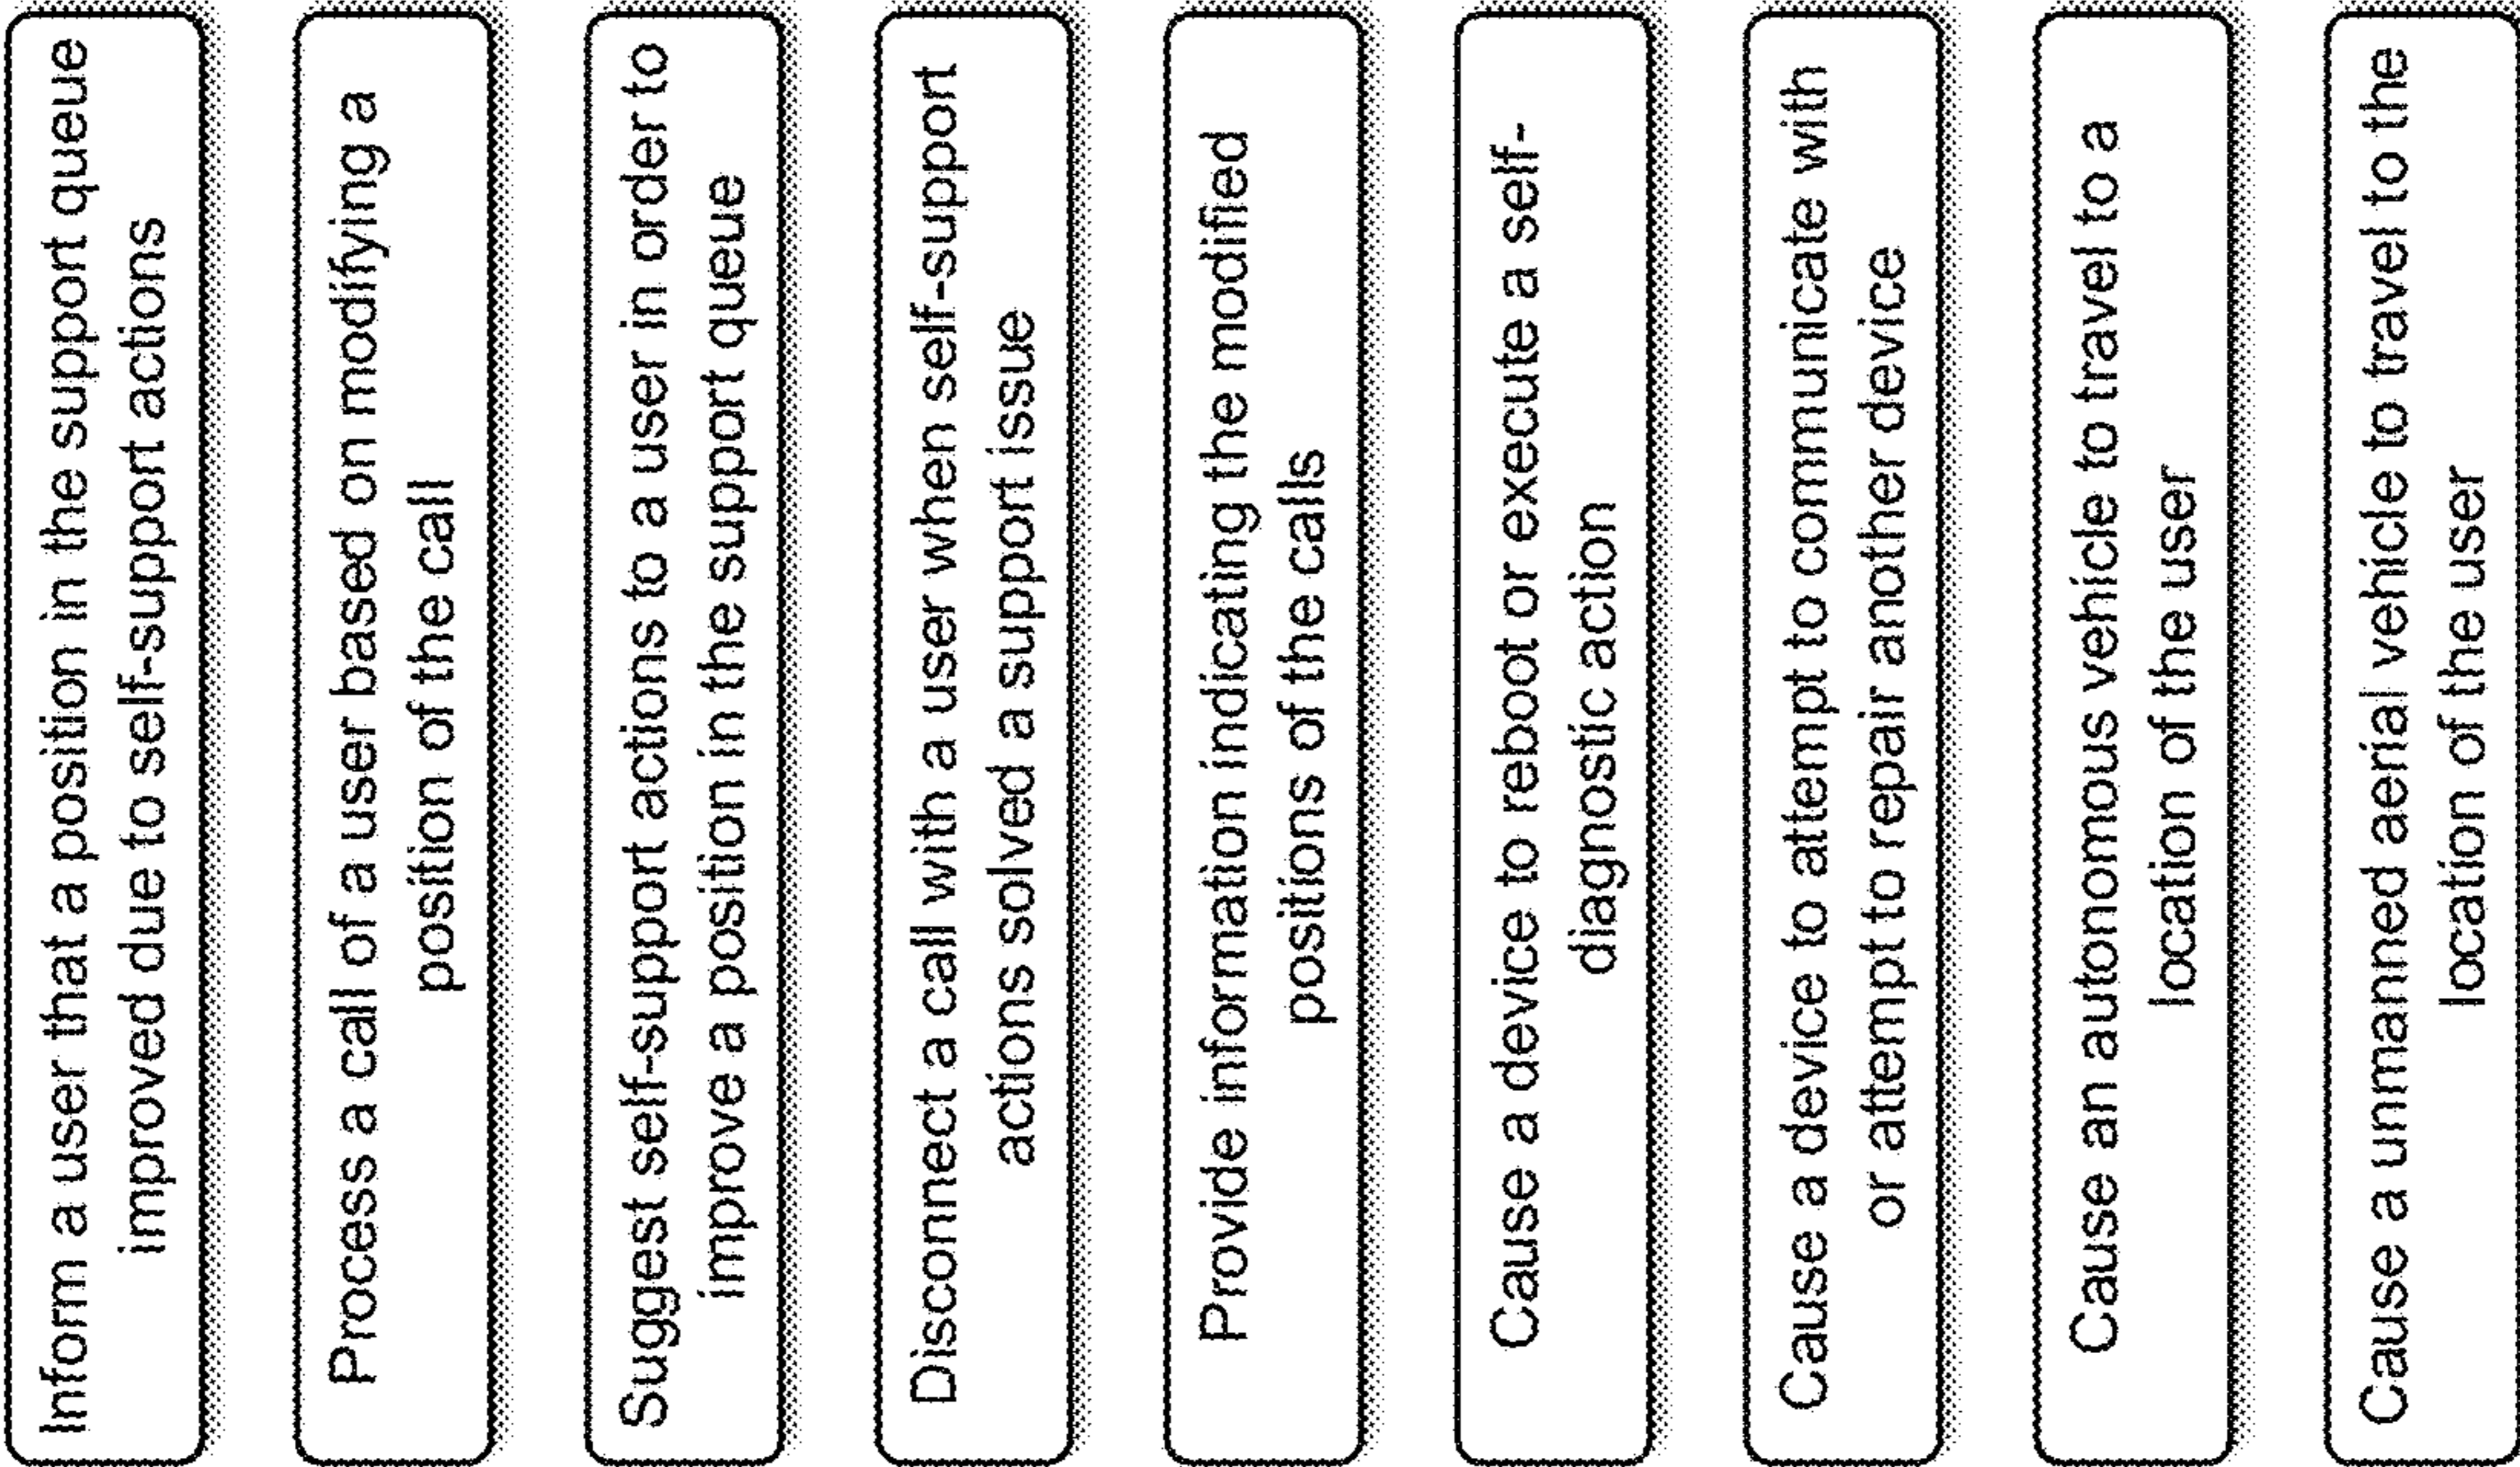 Inform a user that a position in the support queue
improved due to self-support actions
Process a call of a user based on modifying a
position of the call
Suggest self-support actions to a user in order to
improve a position in the support queue
Disconnect a call with a user when self-support
actions solved a support issue
Provide information indicating the modified
positions of the calls
Cause a device to reboot or execute a self-
diagnostic action
Cause a device to attempt to communicate with
or attempt to repair another device
Cause an autonomous vehicle to travel to a
location of the user
Cause a unmanned aerial vehicle to travel to the
location of the user